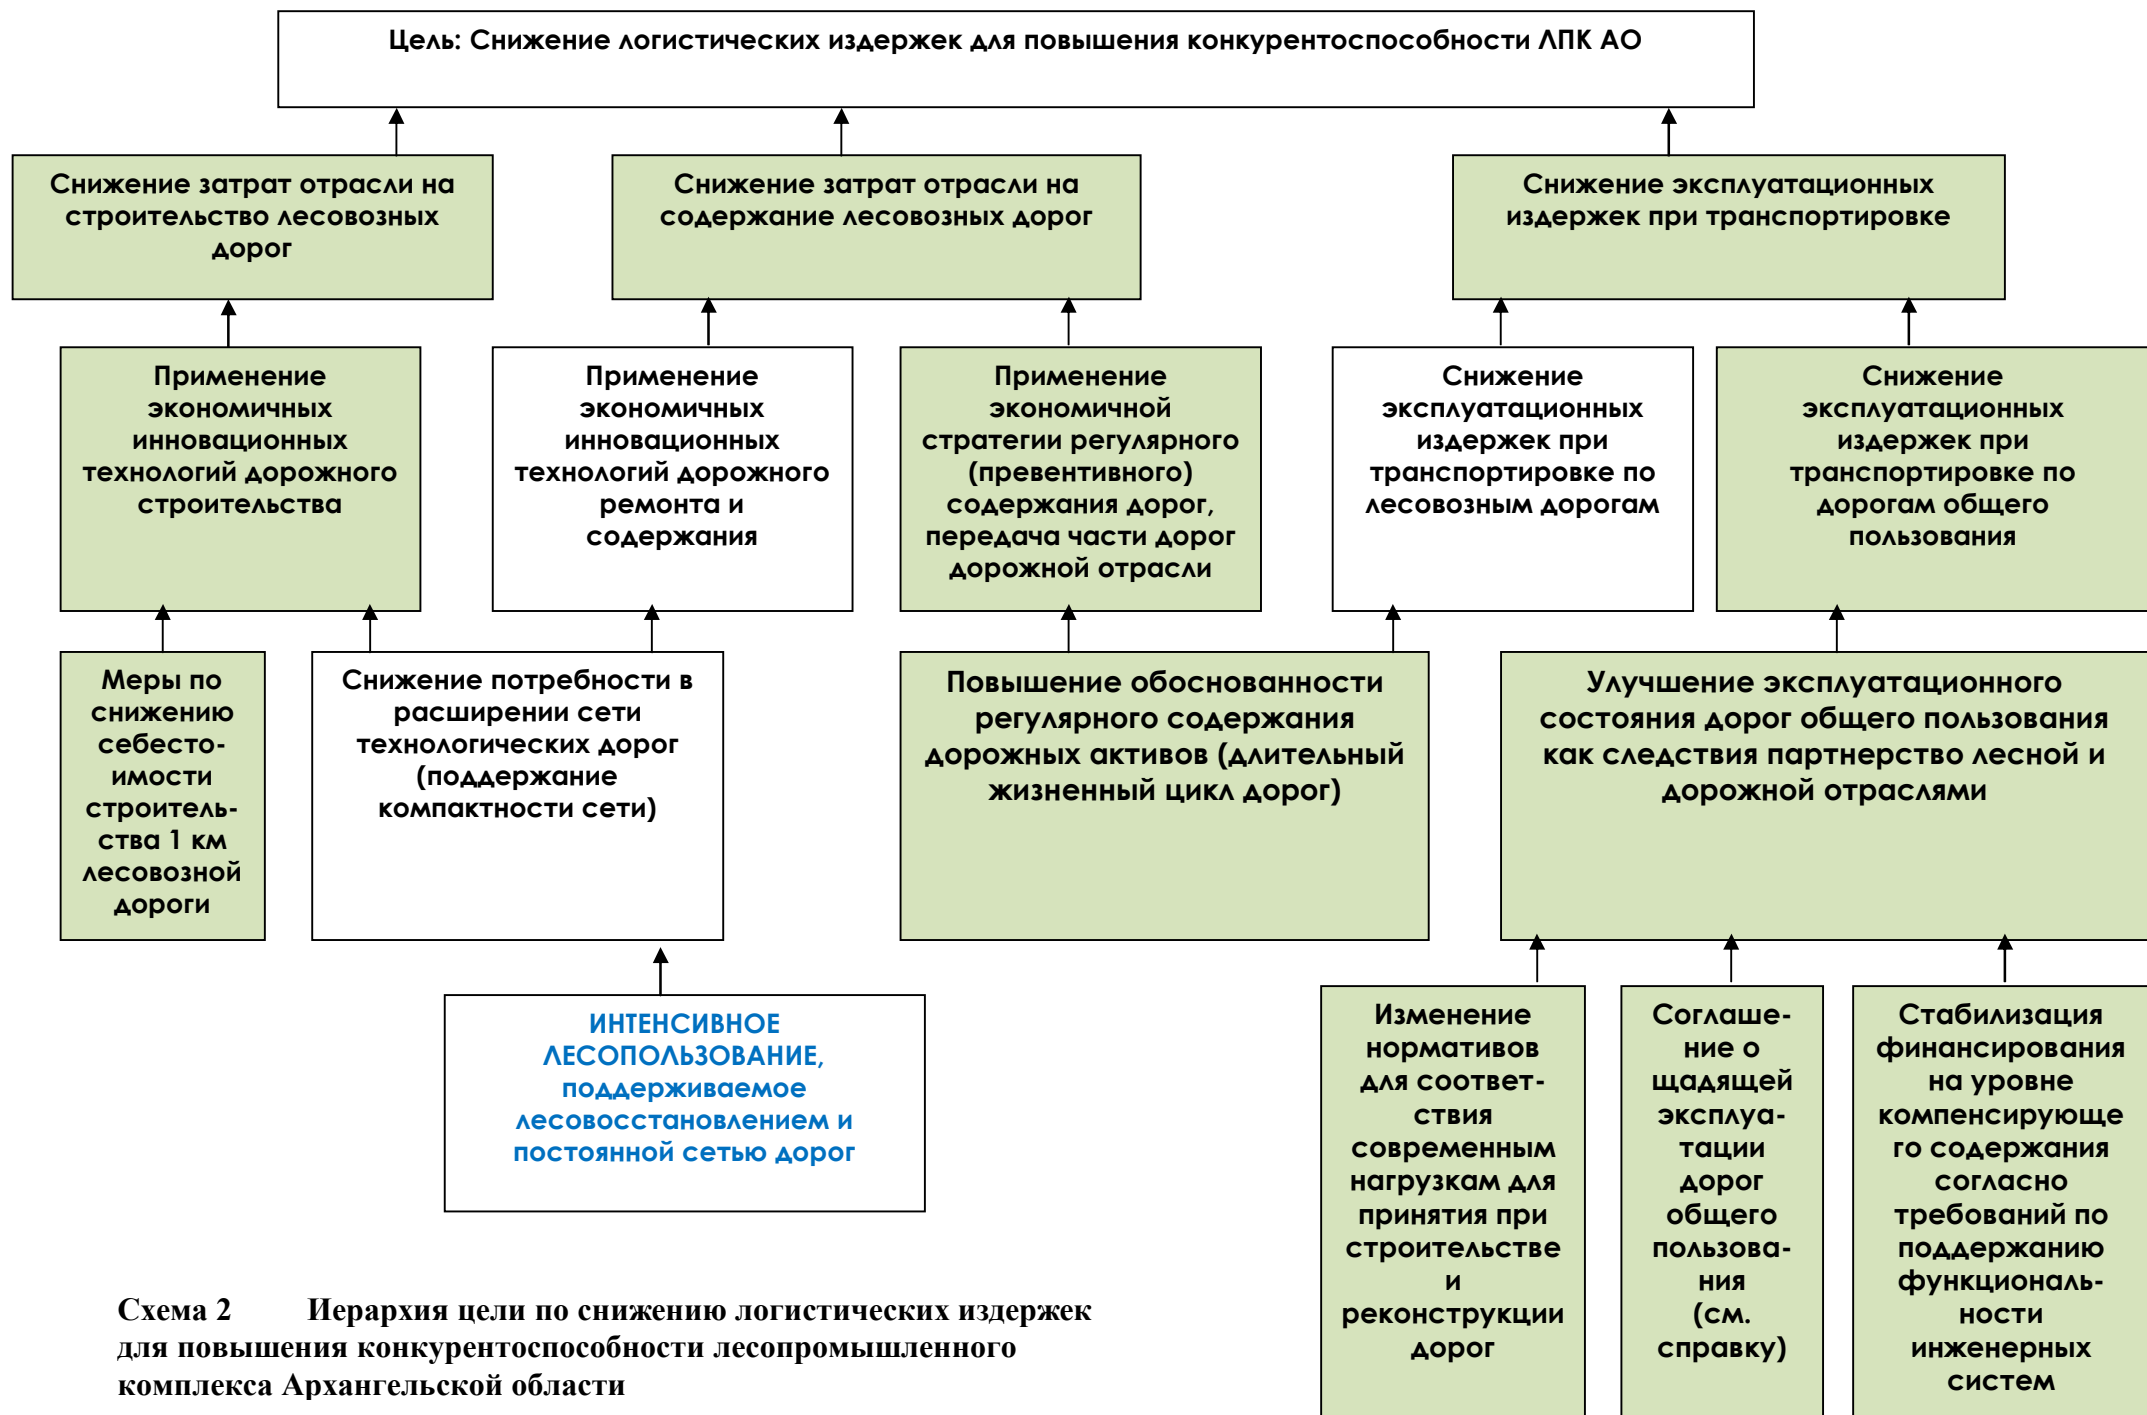 Цель: Снижение логистических издержек для повышения конкурентоспособности ЛПК АО
Снижение затрат отрасли на
строительство лесовозных
дорог
Снижение затрат отрасли на
содержание лесовозных дорог
Снижение эксплуатационных
издержек при транспортировке
Применение
экономичных
инновационных
технологий дорожного
строительства
Применение
экономичных
инновационных
технологий дорожного
ремонта и
содержания
Применение
экономичной
стратегии регулярного
(превентивного)
содержания дорог,
передача части дорог
дорожной отрасли
Снижение
эксплуатационных
издержек при
транспортировке по
лесовозным дорогам
Снижение
эксплуатационных
издержек при
транспортировке по
дорогам общего
пользования
Меры по
снижению
себесто-
имости
строитель-
ства 1 км
лесовозной
дороги
Снижение потребности в
расширении сети
технологических дорог
(поддержание
компактности сети)
Повышение обоснованности
регулярного содержания
дорожных активов (длительный
жизненный цикл дорог)
Улучшение эксплуатационного
состояния дорог общего пользования
как следствия партнерство лесной и
дорожной отраслями
ИНТЕНСИВНОЕ
ЛЕСОПОЛЬЗОВАНИЕ,
поддерживаемое
лесовосстановлением и
постоянной сетью дорог
Изменение
нормативов
для соответ-
ствия
современным
нагрузкам для
принятия при
строительстве
и
реконструкции
дорог
Соглаше-
ние о
щадящей
эксплуа-
тации
дорог
общего
пользова-
ния
(см.
справку)
Стабилизация
финансирования
на уровне
компенсирующе
го содержания
согласно
требований по
поддержанию
функциональ-
ности
инженерных
систем
Схема 2 Иерархия цели по снижению логистических издержек
для повышения конкурентоспособности лесопромышленного
комплекса Архангельской области